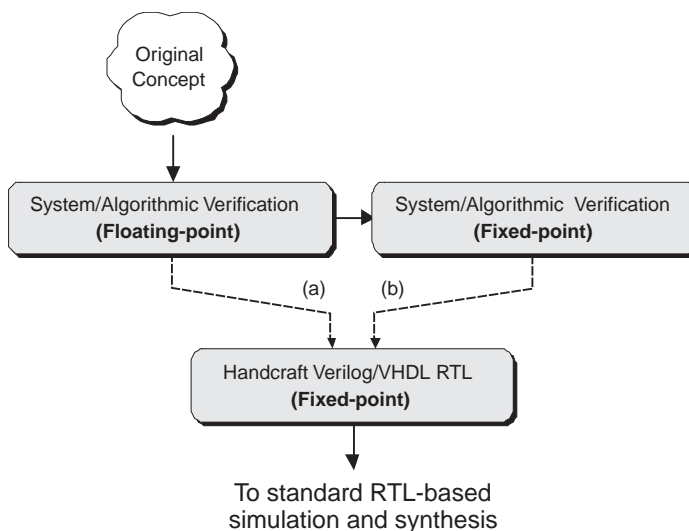 Original
Concept
System/Algorithmic Verification
(Floating-point)
System/Algorithmic Verification
(Fixed-point)
(a)
(b)
Handcraft Verilog/VHDL RTL
(Fixed-point)
To standard RTL-based
simulation and synthesis